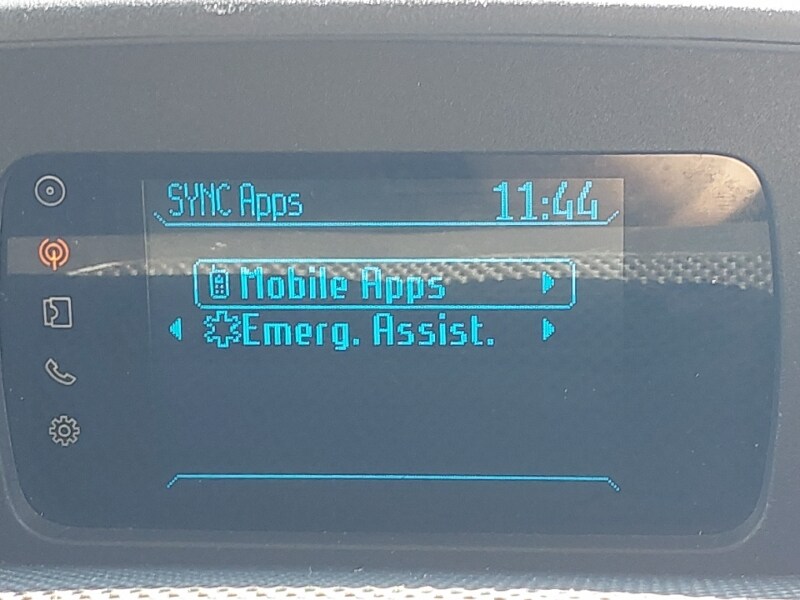 SYNC Apps
11:44
Mobile Apps
Emerg. Assist.